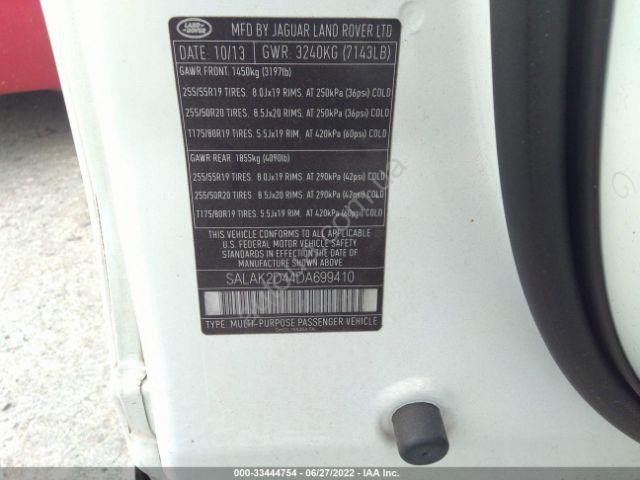 LAND ROVER
MFD BY JAGUAR LAND ROVER LTD
DATE 10/13 GWR. 3240KG (7143LB)
GAWR FRONT. 1450kg (3197lb)
255/55R19 TIRES. 8.0Jx19 RIMS. AT 250kPa (36psi) COLD
255/50R20 TIRES. 8.5Jx20 RIMS. AT 250kPa (36psi) COLD
T175/80R19 TIRES. 5.5Jx19 RIMS. AT 420kPa (60psi) COLD
GAWR REAR. 1855kg (4090lb)
255/55R19 TIRES. 8.0Jx19 RIMS. AT 290kPa (42psi) COLD
255/50R20 TIRES. 8.5Jx20 RIMS. AT 290kPa (42psi) COLD
T175/80R19 TIRES. 5.5Jx19 RIMS. AT 420kPa (60psi) COLD
THIS VEHICLE CONFORMS TO ALL APPLICABLE
U.S. FEDERAL MOTOR VEHICLE SAFETY
STANDARDS IN EFFECT ON THE DATE OF
MANUFACTURE SHOWN ABOVE
SALAK2D44DA699410
TYPE: MULTI-PURPOSE PASSENGER VEHICLE
000-33444754 | 06/27/2022 - IAA Inc.